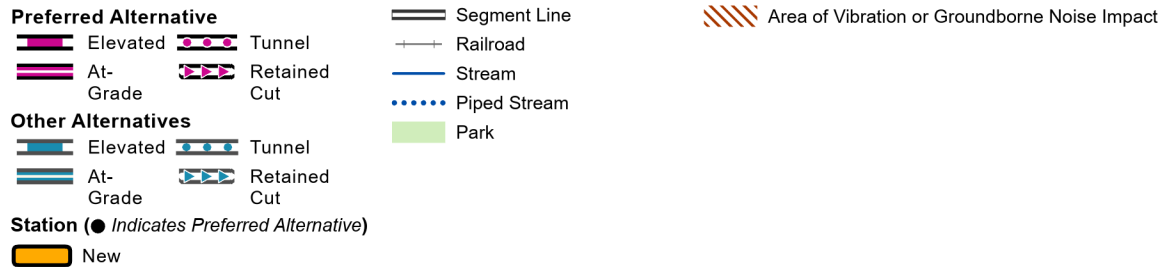 Preferred Alternative
Elevated
Tunnel
At-
Grade
Retained
Cut
Other Alternatives
Elevated
Tunnel
At-
Grade
Retained
Cut
Station (● Indicates Preferred Alternative)
New
Segment Line
Railroad
Stream
Piped Stream
Park
Area of Vibration or Groundborne Noise Impact